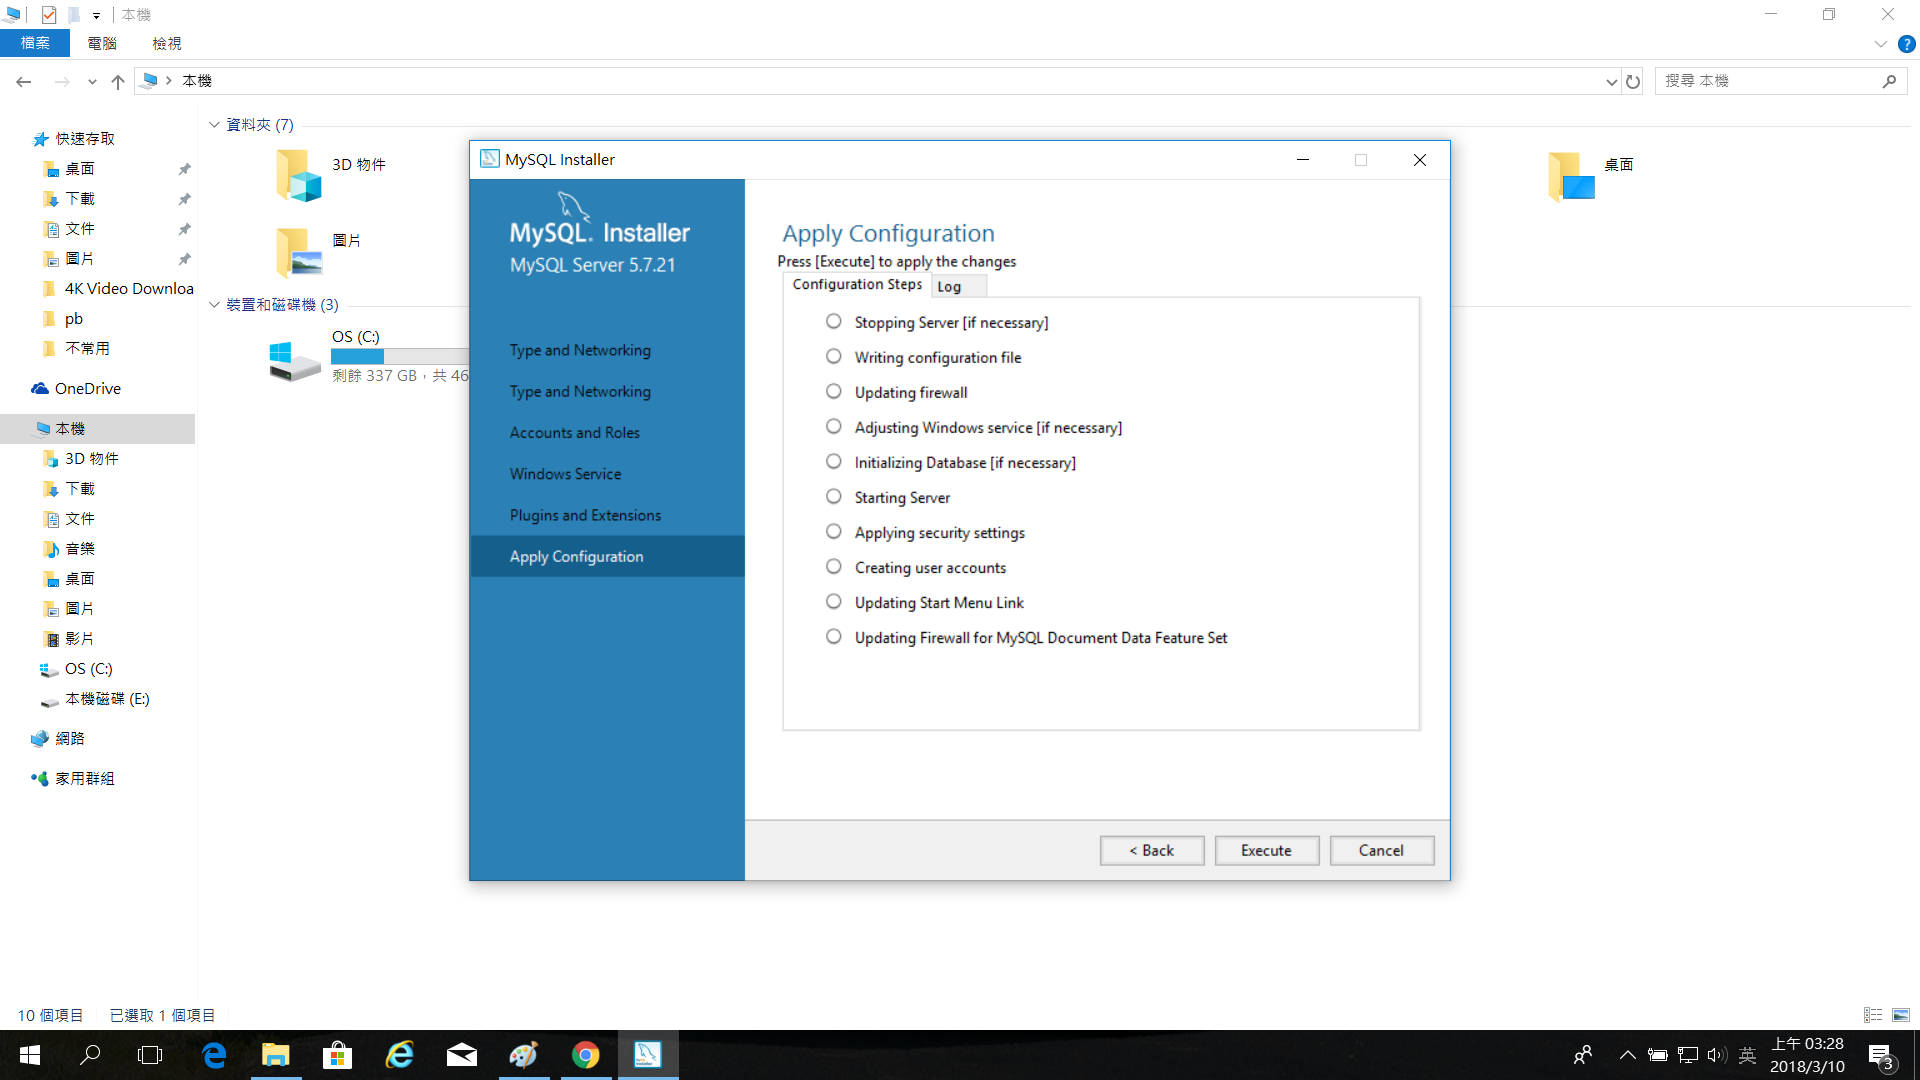 本機
檔案 電腦 檢視
本機
搜尋 本機
快速存取
桌面
下載
文件
圖片
4K Video Downloa
pb
不常用
OneDrive
本機
3D 物件
下載
文件
音樂
桌面
圖片
影片
OS (C:)
本機磁碟 (E:)
網路
家用群組
資料夾 (7)
3D 物件
圖片
桌面
裝置和磁碟機 (3)
OS (C:)
剩餘 337 GB，共 46
MySQL Installer
MySQL. Installer
MySQL Server 5.7.21
Type and Networking
Type and Networking
Accounts and Roles
Windows Service
Plugins and Extensions
Apply Configuration
Apply Configuration
Press [Execute] to apply the changes
Configuration Steps Log
Stopping Server [if necessary]
Writing configuration file
Updating firewall
Adjusting Windows service [if necessary]
Initializing Database [if necessary]
Starting Server
Applying security settings
Creating user accounts
Updating Start Menu Link
Updating Firewall for MySQL Document Data Feature Set
< Back Execute Cancel
10 個項目 已選取 1 個項目
英
上午 03:28
2018/3/10
3